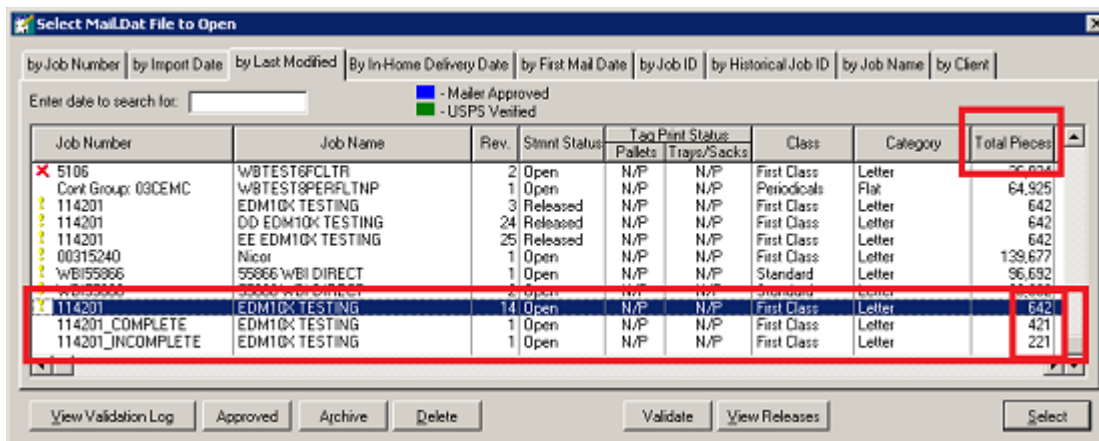 Select Mail.Dat File to Open
by Job Number by Import Date by Last Modified By In-Home Delivery Date by First Mail Date by Job ID by Historical Job ID by Job Name by Client
Enter date to search for: - Mailer Approved
- USPS Verified
Job Number Job Name Rev. Stmnt Status Tag Print Status Pallets Trays/Sacks Class Category Total Pieces
5106 WBTEST6FCLTR 2 Open N/P N/P First Class Letter
Cont Group: 03CEMC WBTEST8PERFLTNP 1 Open N/P N/P Periodicals Flat 64,925
114201 EDM10X TESTING 3 Released N/P N/P First Class Letter 642
114201 DD EDM10X TESTING 24 Released N/P N/P First Class Letter 642
114201 EE EDM10X TESTING 25 Released N/P N/P First Class Letter 642
00315240 Nicor 1 Open N/P N/P First Class Letter 139,677
WBI55866 55866 WBI DIRECT 1 Open N/P N/P Standard Letter 96,692
114201 EDM10X TESTING 14 Open N/P N/P First Class Letter 642
114201_COMPLETE EDM10X TESTING 1 Open N/P N/P First Class Letter 421
114201_INCOMPLETE EDM10X TESTING 1 Open N/P N/P First Class Letter 221
View Validation Log Approved Archive Delete Validate View Releases Select